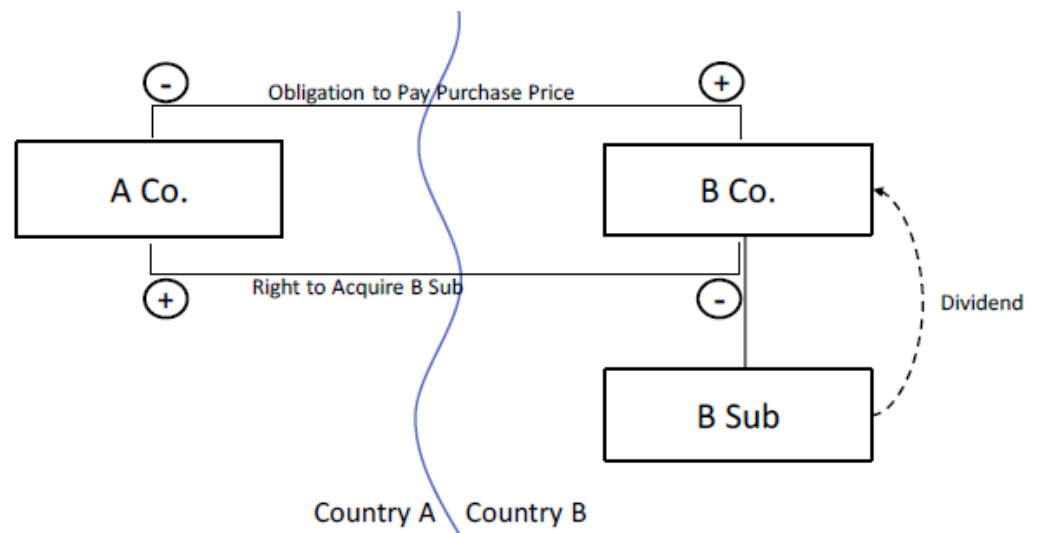 -
+
Obligation to Pay Purchase Price
A Co.
B Co.
Right to Acquire B Sub
+
-
Dividend
B Sub
Country A
Country B